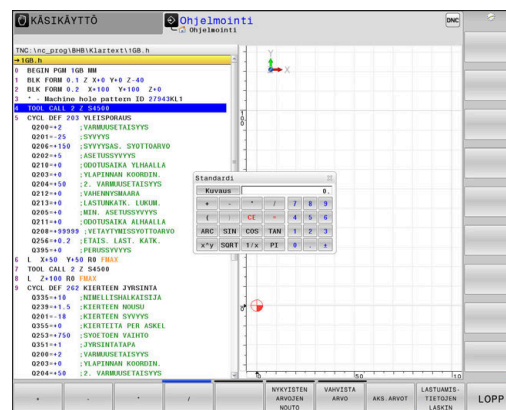 KÄSIKÄYTTÖ
Ohjelmointi
Ohjelmointi
DNC
TNC:\nc_prog\BHB\Klartext\1GB.h
→1GB.h
0 BEGIN PGM 1GB MM
1 BLK FORM 0.1 Z X+0 Y+0 Z-40
2 BLK FORM 0.2 X+100 Y+100 Z+0
3 * - Machine hole pattern ID 27943KL1
4 TOOL CALL 2 Z S4500
5 CYCL DEF 203 YLEISPORAUS
Q200=+2 ;VARMUUSETAISYYS
Q201=-25 ;SYVYYS
Q206=+150 ;SYVYYSAS. SYOTTOARVO
Q202=+5 ;ASETUSSYVYYS
Q210=+0 ;ODOTUSAIKA YLHAALLA
Q203=+0 ;YLAPINNAN KOORDIN.
Q204=+50 ;2. VARMUUSETAISYYS
Q212=+0 ;VAHENNYSMAARA
Q213=+0 ;LASTUNKATK. LUKUM.
Q205=+0 ;MIN. ASETUSSYVYYS
Q211=+0 ;ODOTUSAIKA ALHAALLA
Q208=+99999 ;VETAYTYMISSYOTTOARVO
Q256=+0.2 ;ETAIS. LAST. KATK.
Q395=+0 ;PERUSSYVYYS
6 L X+50 Y+50 R0 FMAX
7 TOOL CALL 2 Z S4500
8 L Z+100 R0 FMAX
9 CYCL DEF 262 KIERTEEN JYRSINTA
Q335=+10 ;NIMELLISHALKAISIJA
Q239=+1.5 ;KIERTEEN NOUSU
Q201=-18 ;KIERTEEN SYVYYS
Q355=+0 ;KIERTEITA PER ASKEL
Q253=+750 ;SYOETOEN VAIHTO
Q351=+1 ;JYRSINTATAPA
Q200=+2 ;VARMUUSETAISYYS
Q203=+0 ;YLAPINNAN KOORDIN.
Q204=+50 ;2. VARMUUSETAISYYS
Y
X
100
0
0
50
100
Standardi
Kuvaus 0.
+ - * / 7 8 9
( ) CE = 4 5 6
ARC SIN COS TAN 1 2 3
x^y SQRT 1/x PI 0 . ±
+
-
*
/
NYKYISTEN
ARVOJEN
NOUTO
VAHVISTA
ARVO
AKS.ARVOT
LASTUAMIS-
TIETOJEN
LASKIN
LOPP